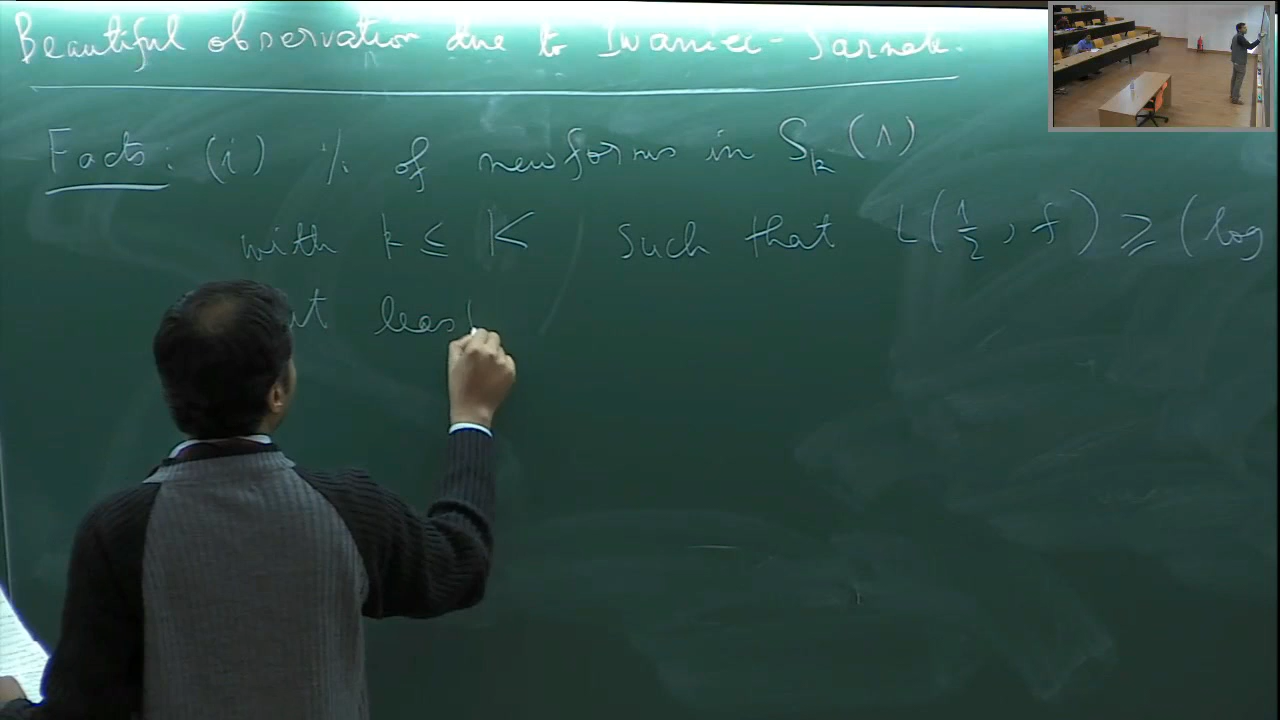 Beautiful observation due to Iwaniec-Sarnak.
Facts: (i) % of newforms in S_k(1)
with k ≤ K such that L(1/2, f) ≥ (log
at least